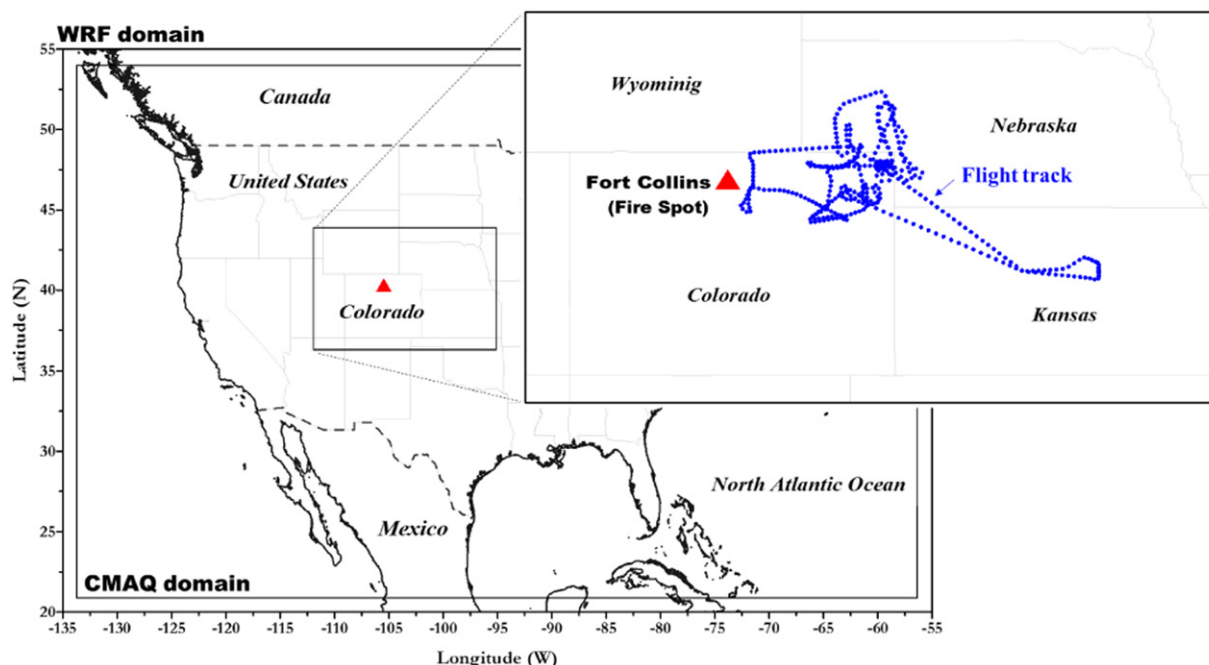 WRF domain
55
50
45
40
35
30
25
20
Latitude (N)
Canada
United States
Colorado
Mexico
North Atlantic Ocean
CMAQ domain
-135
-130
-125
-120
-115
-110
-105
-100
-95
-90
-85
-80
-75
-70
-65
-60
-55
Longitude (W)
Wyominig
Nebraska
Fort Collins
(Fire Spot)
Flight track
Colorado
Kansas